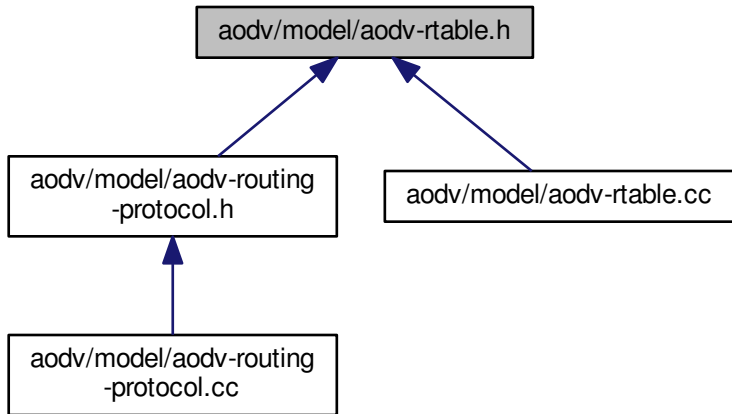 aodv/model/aodv-rtable.h
aodv/model/aodv-routing
-protocol.h
aodv/model/aodv-rtable.cc
aodv/model/aodv-routing
-protocol.cc